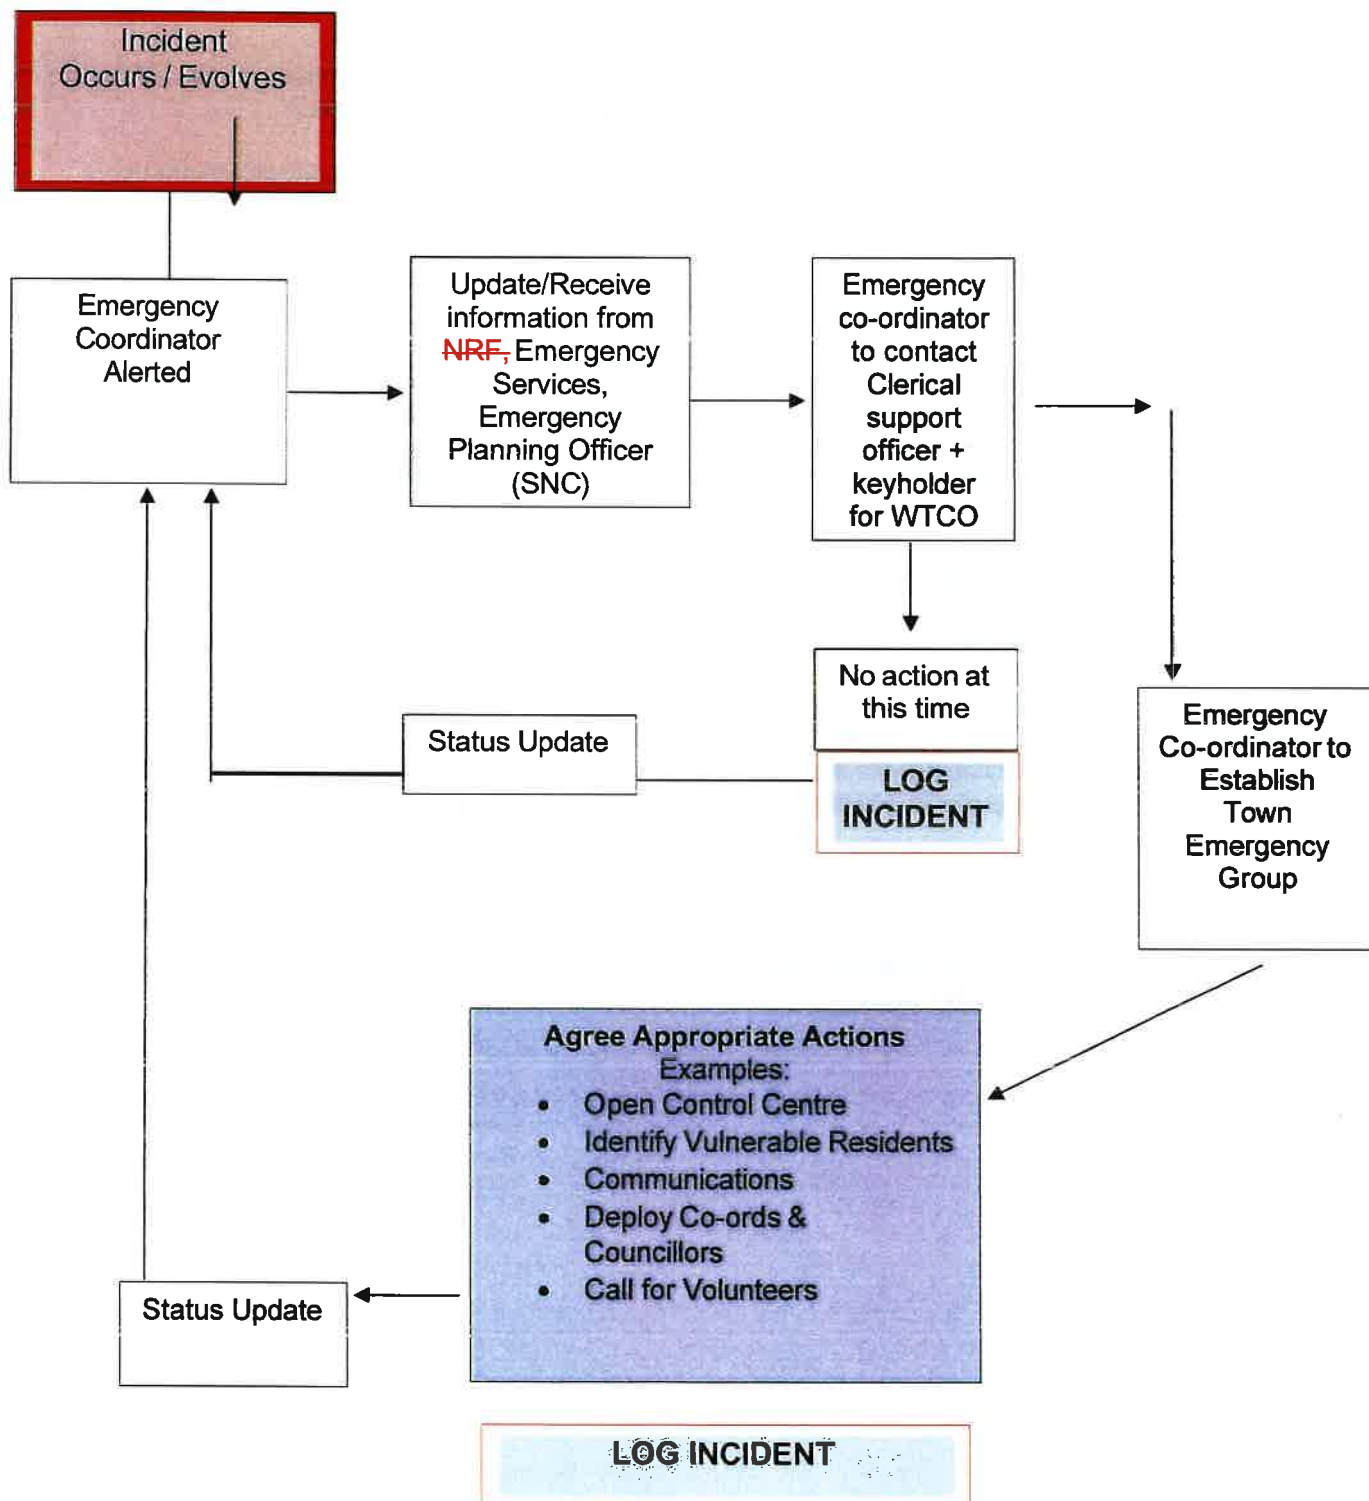 Incident
Occurs / Evolves
Emergency
Coordinator
Alerted
Update/Receive
information from
NRF, Emergency
Services,
Emergency
Planning Officer
(SNC)
Emergency
co-ordinator
to contact
Clerical
support
officer +
keyholder
for WTCO
No action at
this time
LOG
INCIDENT
Status Update
Emergency
Co-ordinator to
Establish
Town
Emergency
Group
Agree Appropriate Actions
Examples:
• Open Control Centre
• Identify Vulnerable Residents
• Communications
• Deploy Co-ords &
Councillors
• Call for Volunteers
Status Update
LOG INCIDENT